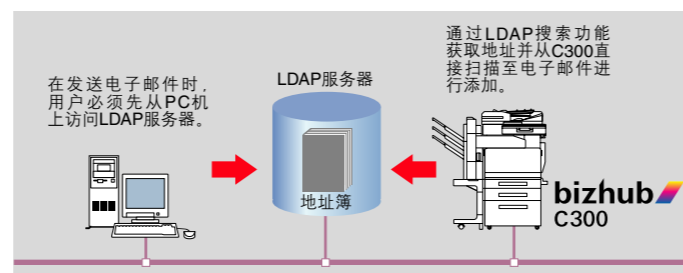 在发送电子邮件时,
用户必须先从PC机
上访问LDAP服务器。
LDAP服务器
地址簿
通过LDAP搜索功能
获取地址并从C300直
接扫描至电子邮件进
行添加。
bizhub
C300